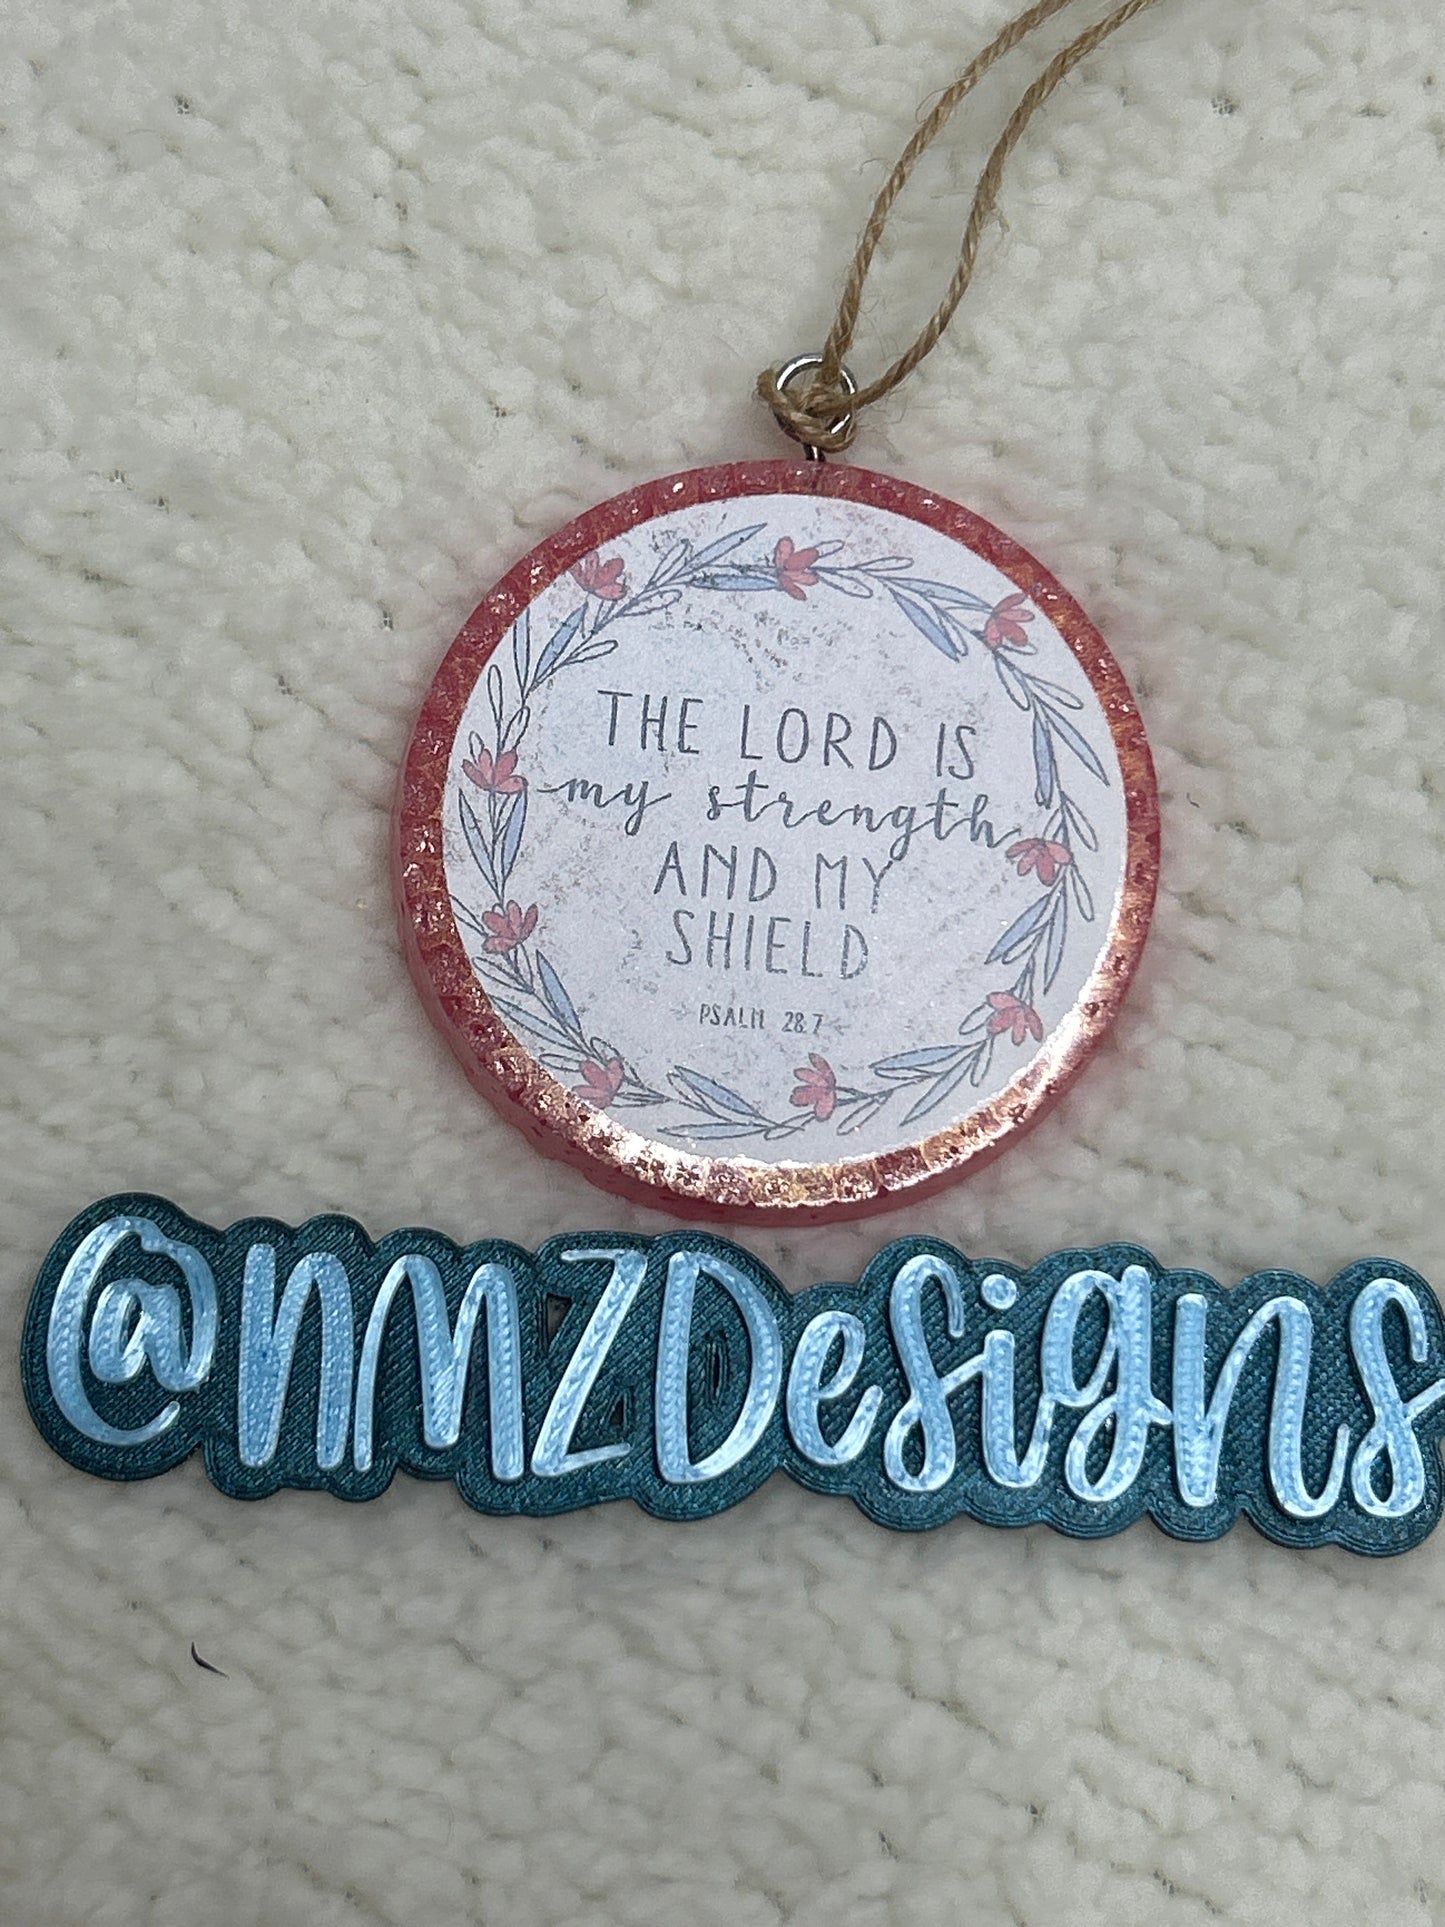 THE LORD IS
my strength
AND MY
SHIELD
PSALM 28:7
@NMZDesigns